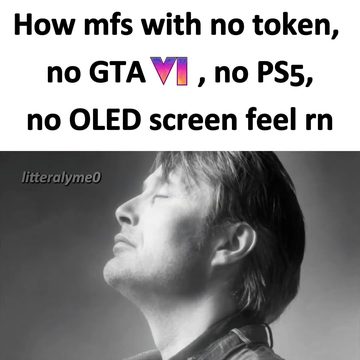 How mfs with no token,
no GTA VI , no PS5,
no OLED screen feel rn
litteralyme0